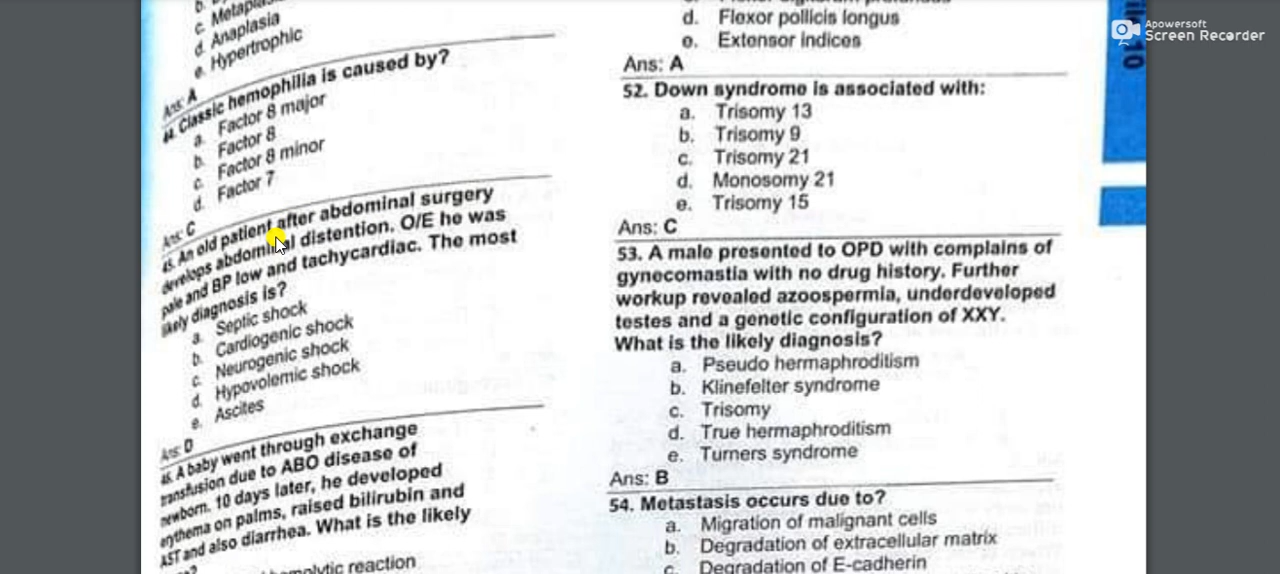 b.
c. Metaplas
d. Anaplasia
e. Hypertrophic
Ans: A
44. Classic hemophilia is caused by?
a. Factor 8 major
b. Factor 8
c. Factor 8 minor
d. Factor 7
Ans: C
45. An old patient after abdominal surgery
develops abdominal distention. O/E he was
pale and BP low and tachycardiac. The most
likely diagnosis is?
a. Septic shock
b. Cardiogenic shock
c. Neurogenic shock
d. Hypovolemic shock
e. Ascites
Ans: D
46. A baby went through exchange
transfusion due to ABO disease of
newborn. 10 days later, he developed
erythema on palms, raised bilirubin and
AST and also diarrhea. What is the likely
hemolytic reaction
d. Flexor pollicis longus
e. Extensor indices
Ans: A
52. Down syndrome is associated with:
a. Trisomy 13
b. Trisomy 9
c. Trisomy 21
d. Monosomy 21
e. Trisomy 15
Ans: C
53. A male presented to OPD with complains of
gynecomastia with no drug history. Further
workup revealed azoospermia, underdeveloped
testes and a genetic configuration of XXY.
What is the likely diagnosis?
a. Pseudo hermaphroditism
b. Klinefelter syndrome
c. Trisomy
d. True hermaphroditism
e. Turners syndrome
Ans: B
54. Metastasis occurs due to?
a. Migration of malignant cells
b. Degradation of extracellular matrix
c. Degradation of E-cadherin
10
Apowersoft
Screen Recorder